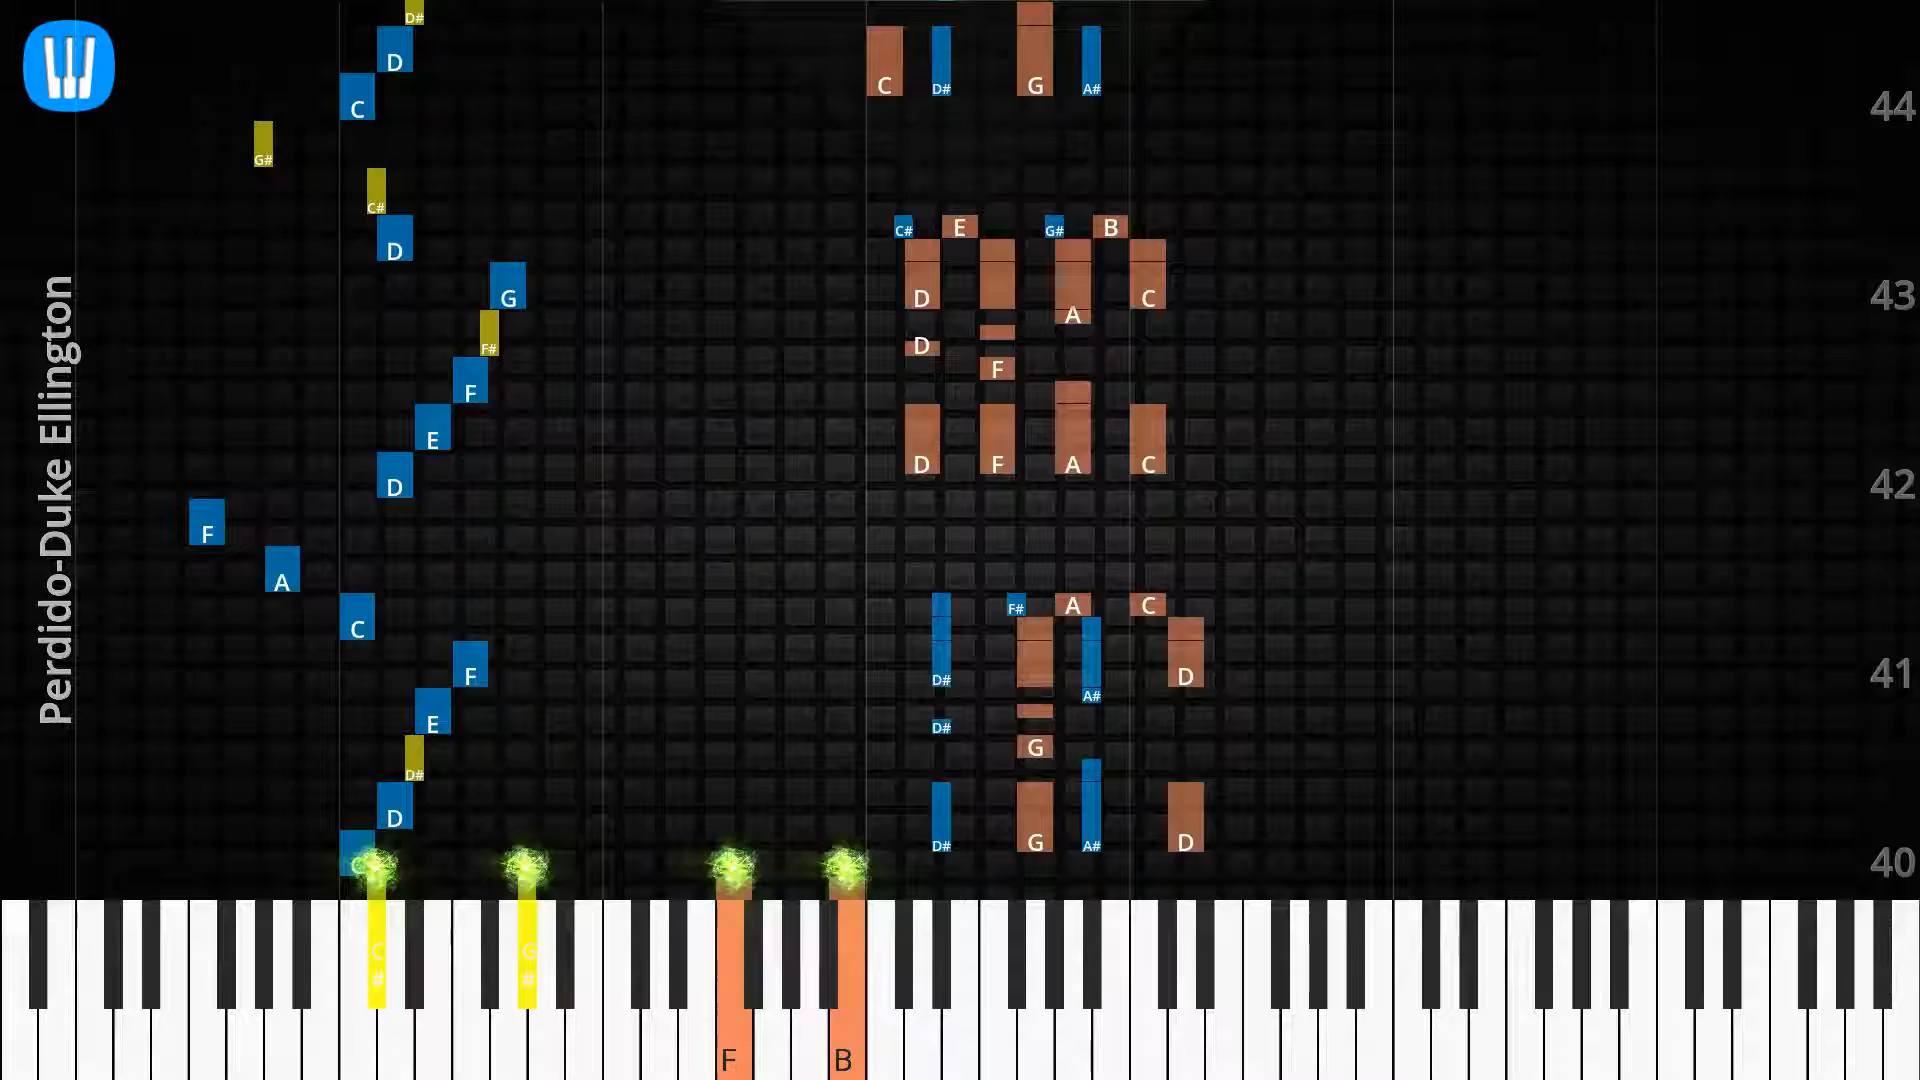 Perdido-Duke Ellington
D#
D
C D# G A#
C
44
G#
C#
D
C# E G# B
G
D C
43
A
F#
D
F
F
E
D F A C
D
42
F
A
F# A C
C
F
D# D
41
A#
E
D#
G
D#
D
D# G A# D
C
40
C
#
G
#
F B